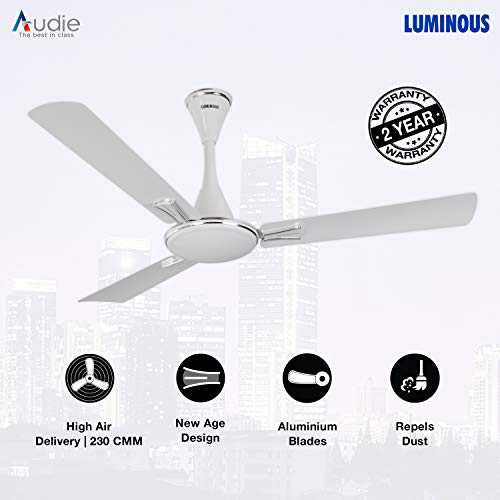 Audie
The best in class
LUMINOUS
LUMINOUS
WARRANTY
2 YEAR
WARRANTY
High Air
Delivery | 230 CMM
New Age
Design
Aluminium
Blades
Repels
Dust